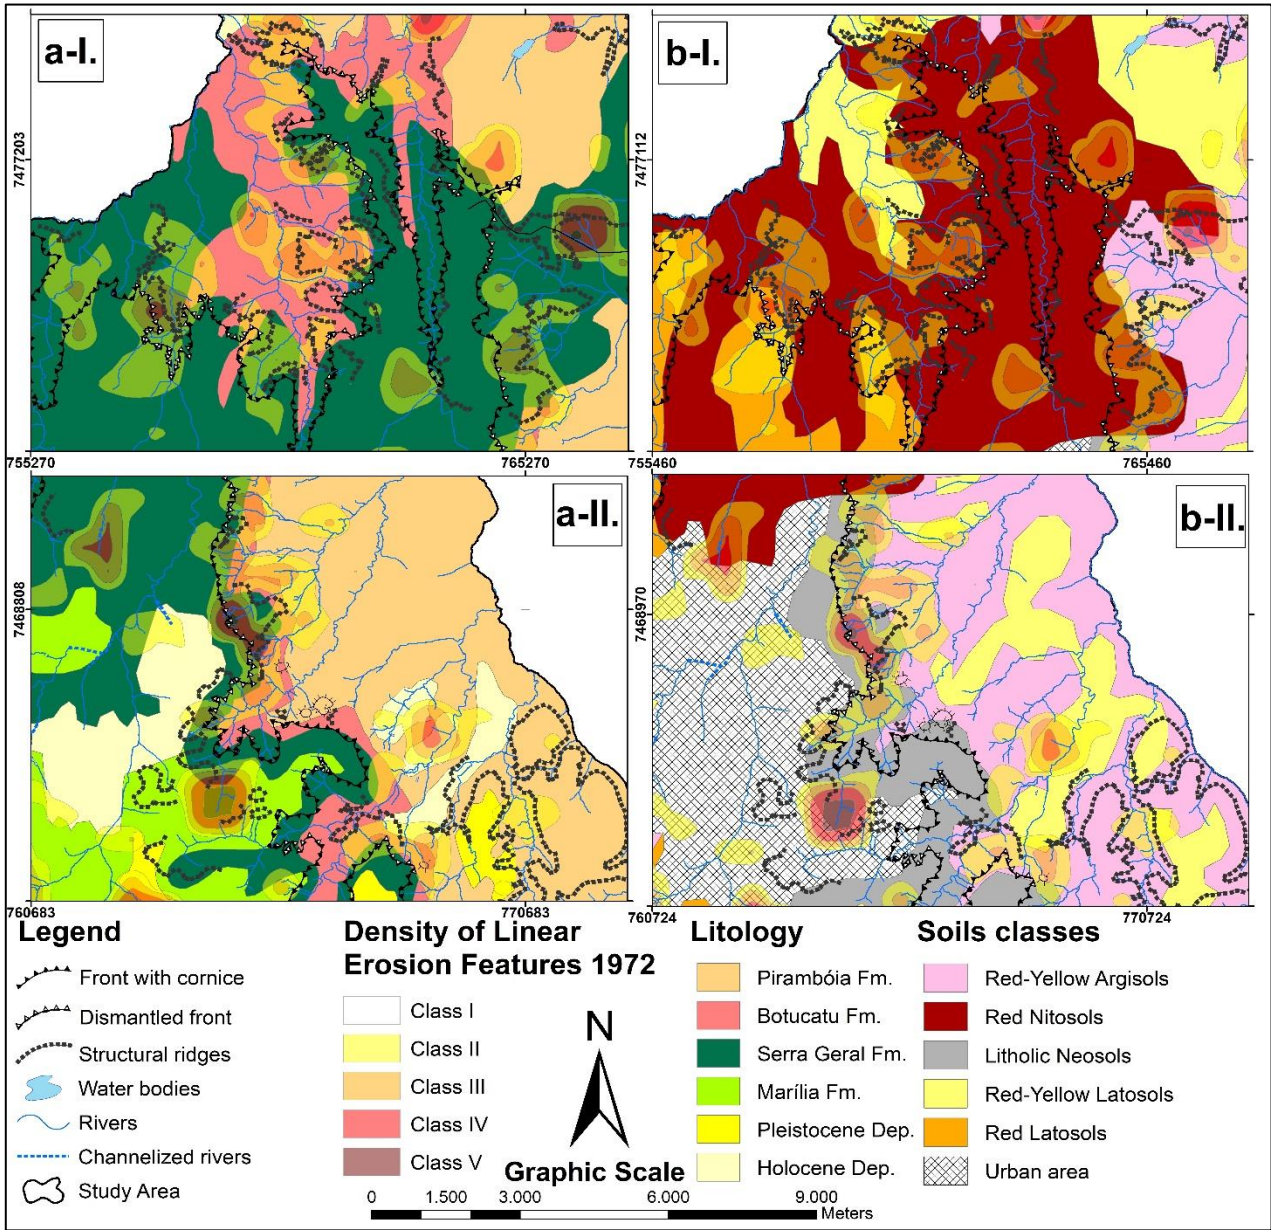 a-I.
b-I.
7477203
7477112
755270
765270
755460
765460
a-II.
b-II.
7468808
7468970
760683
770683
760724
770724
Legend
Front with cornice
Dismantled front
Structural ridges
Water bodies
Rivers
Channelized rivers
Study Area
Density of Linear
Erosion Features 1972
Class I
Class II
Class III
Class IV
Class V
N
Graphic Scale
0 1.500 3.000 6.000 9.000
Meters
Litology
Pirambóia Fm.
Botucatu Fm.
Serra Geral Fm.
Marília Fm.
Pleistocene Dep.
Holocene Dep.
Soils classes
Red-Yellow Argisols
Red Nitosols
Litholic Neosols
Red-Yellow Latosols
Red Latosols
Urban area